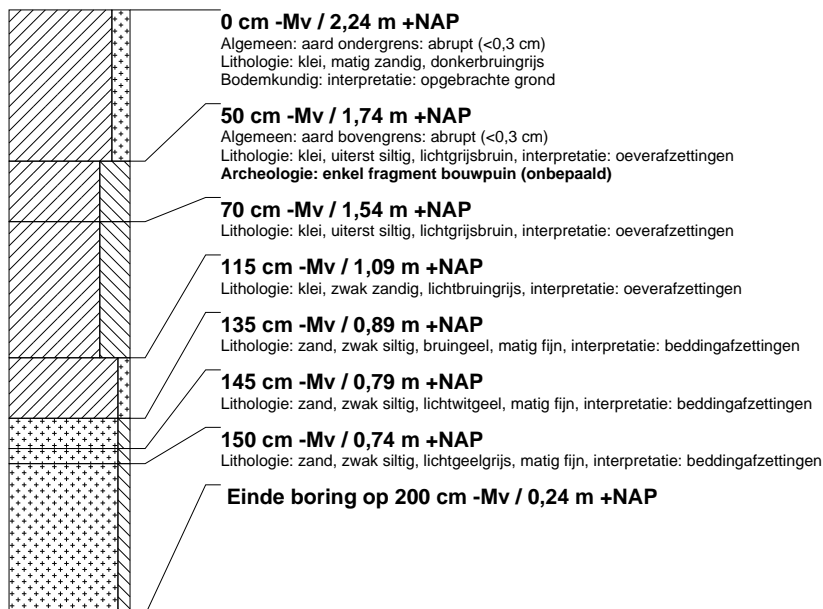 0 cm -Mv / 2,24 m +NAP
Algemeen: aard ondergrens: abrupt (<0,3 cm)
Lithologie: klei, matig zandig, donkerbruingrijs
Bodemkundig: interpretatie: opgebrachte grond
50 cm -Mv / 1,74 m +NAP
Algemeen: aard bovengrens: abrupt (<0,3 cm)
Lithologie: klei, uiterst siltig, lichtgrijsbruin, interpretatie: oeverafzettingen
Archeologie: enkel fragment bouwpuin (onbepaald)
70 cm -Mv / 1,54 m +NAP
Lithologie: klei, uiterst siltig, lichtgrijsbruin, interpretatie: oeverafzettingen
115 cm -Mv / 1,09 m +NAP
Lithologie: klei, zwak zandig, lichtbruingrijs, interpretatie: oeverafzettingen
135 cm -Mv / 0,89 m +NAP
Lithologie: zand, zwak siltig, bruingeel, matig fijn, interpretatie: beddingafzettingen
145 cm -Mv / 0,79 m +NAP
Lithologie: zand, zwak siltig, lichtwitgeel, matig fijn, interpretatie: beddingafzettingen
150 cm -Mv / 0,74 m +NAP
Lithologie: zand, zwak siltig, lichtgeelgrijs, matig fijn, interpretatie: beddingafzettingen
Einde boring op 200 cm -Mv / 0,24 m +NAP